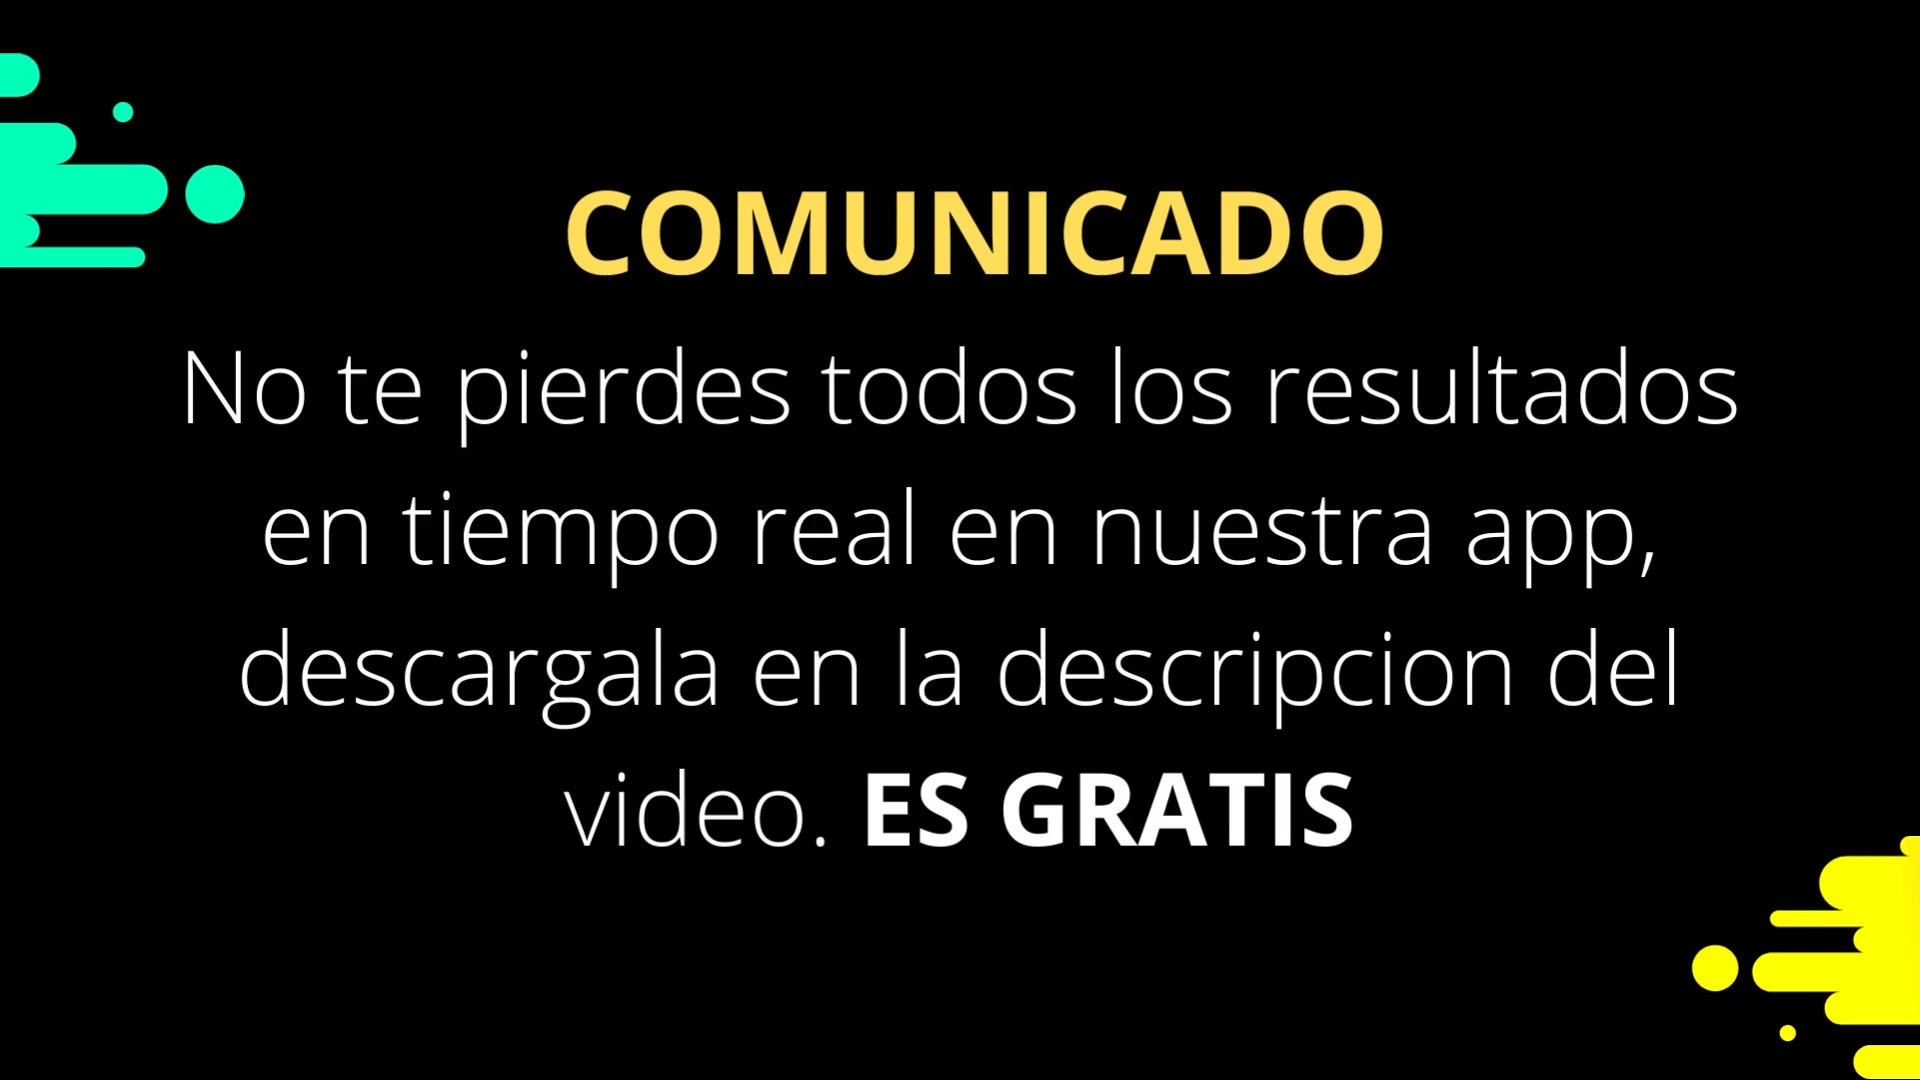 COMUNICADO
No te pierdes todos los resultados
en tiempo real en nuestra app,
descargala en la descripcion del
video. ES GRATIS